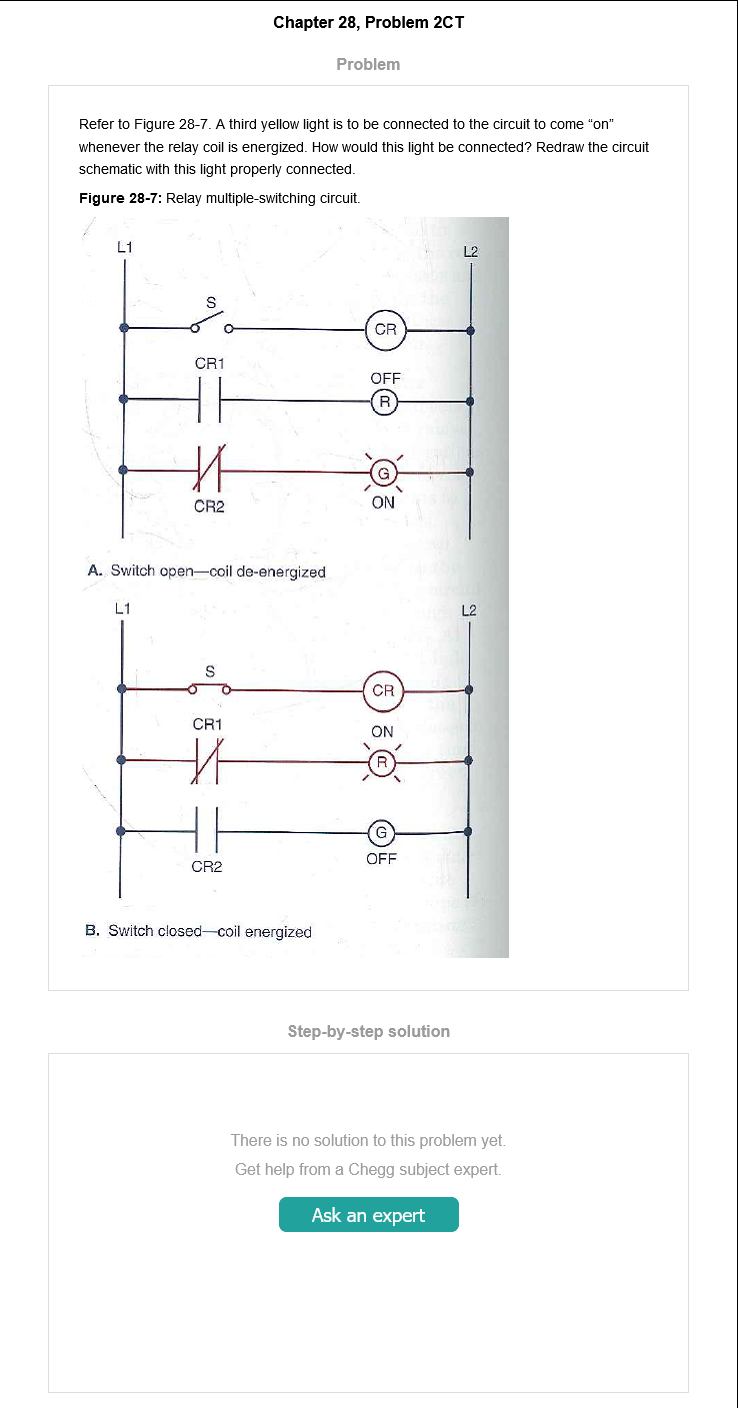 Chapter 28, Problem 2CT
Problem
Refer to Figure 28-7. A third yellow light is to be connected to the circuit to come “on”
whenever the relay coil is energized. How would this light be connected? Redraw the circuit
schematic with this light properly connected.
Figure 28-7: Relay multiple-switching circuit.
L1
L2
S
CR
CR1
OFF
R
G
CR2
ON
A. Switch open—coil de-energized
L1
L2
S
CR
CR1
ON
R
G
CR2
OFF
B. Switch closed—coil energized
Step-by-step solution
There is no solution to this problem yet.
Get help from a Chegg subject expert.
Ask an expert